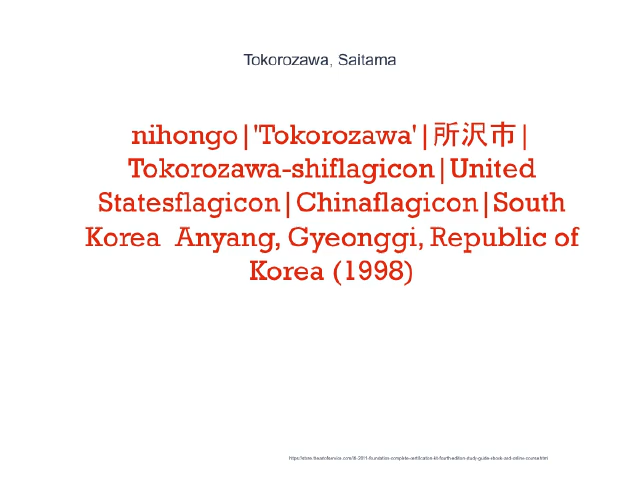 Tokorozawa, Saitama
nihongo|'Tokorozawa'|所沢市|
Tokorozawa-shiflagicon|United
Statesflagicon|Chinaflagicon|South
Korea Anyang, Gyeonggi, Republic of
Korea (1998)